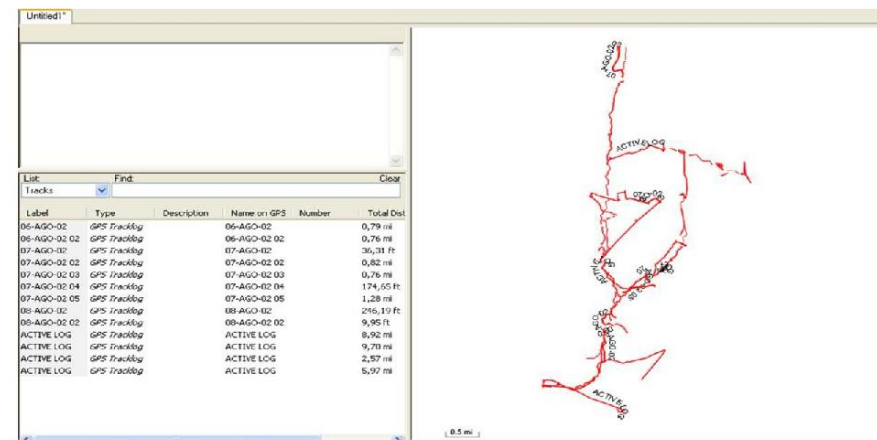 Untitled1*
List: Find: Clear
Tracks
Label Type Description Name on GPS Number Total Dist
06-AGO-02 GPS Tracklog 06-AGO-02 0,79 mi
06-AGO-02 02 GPS Tracklog 06-AGO-02 02 0,76 mi
07-AGO-02 GPS Tracklog 07-AGO-02 36,31 ft
07-AGO-02 02 GPS Tracklog 07-AGO-02 02 0,82 mi
07-AGO-02 03 GPS Tracklog 07-AGO-02 03 0,76 mi
07-AGO-02 04 GPS Tracklog 07-AGO-02 04 174,65 ft
07-AGO-02 05 GPS Tracklog 07-AGO-02 05 1,28 mi
08-AGO-02 GPS Tracklog 08-AGO-02 246,19 ft
08-AGO-02 02 GPS Tracklog 08-AGO-02 02 9,95 ft
ACTIVE LOG GPS Tracklog ACTIVE LOG 8,92 mi
ACTIVE LOG GPS Tracklog ACTIVE LOG 9,70 mi
ACTIVE LOG GPS Tracklog ACTIVE LOG 2,57 mi
ACTIVE LOG GPS Tracklog ACTIVE LOG 5,97 mi
ACTIVE LOG
0.5 mi